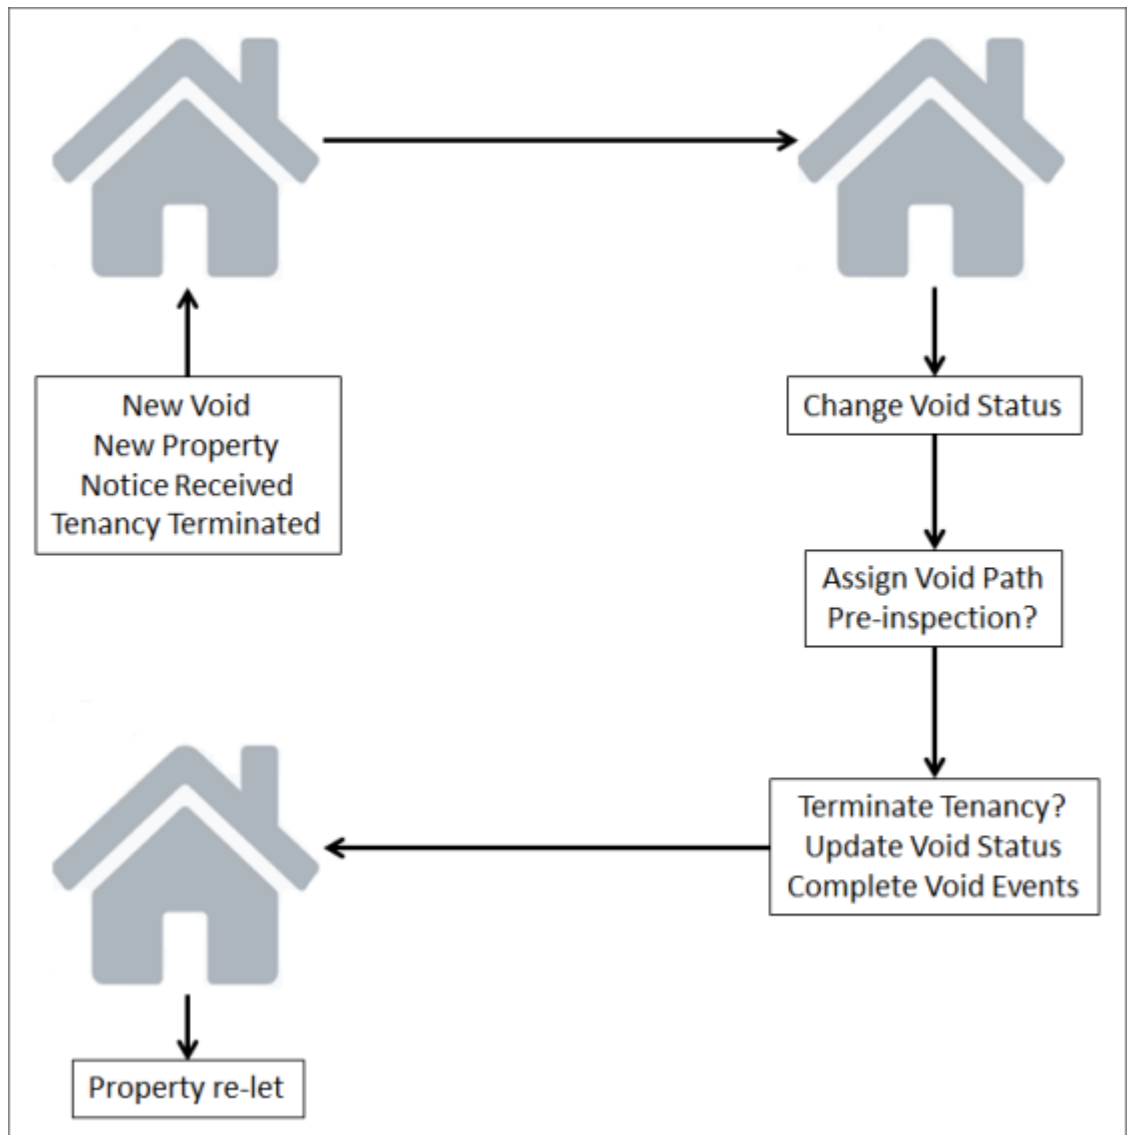 New Void
New Property
Notice Received
Tenancy Terminated
Change Void Status
Assign Void Path
Pre-inspection?
Terminate Tenancy?
Update Void Status
Complete Void Events
Property re-let